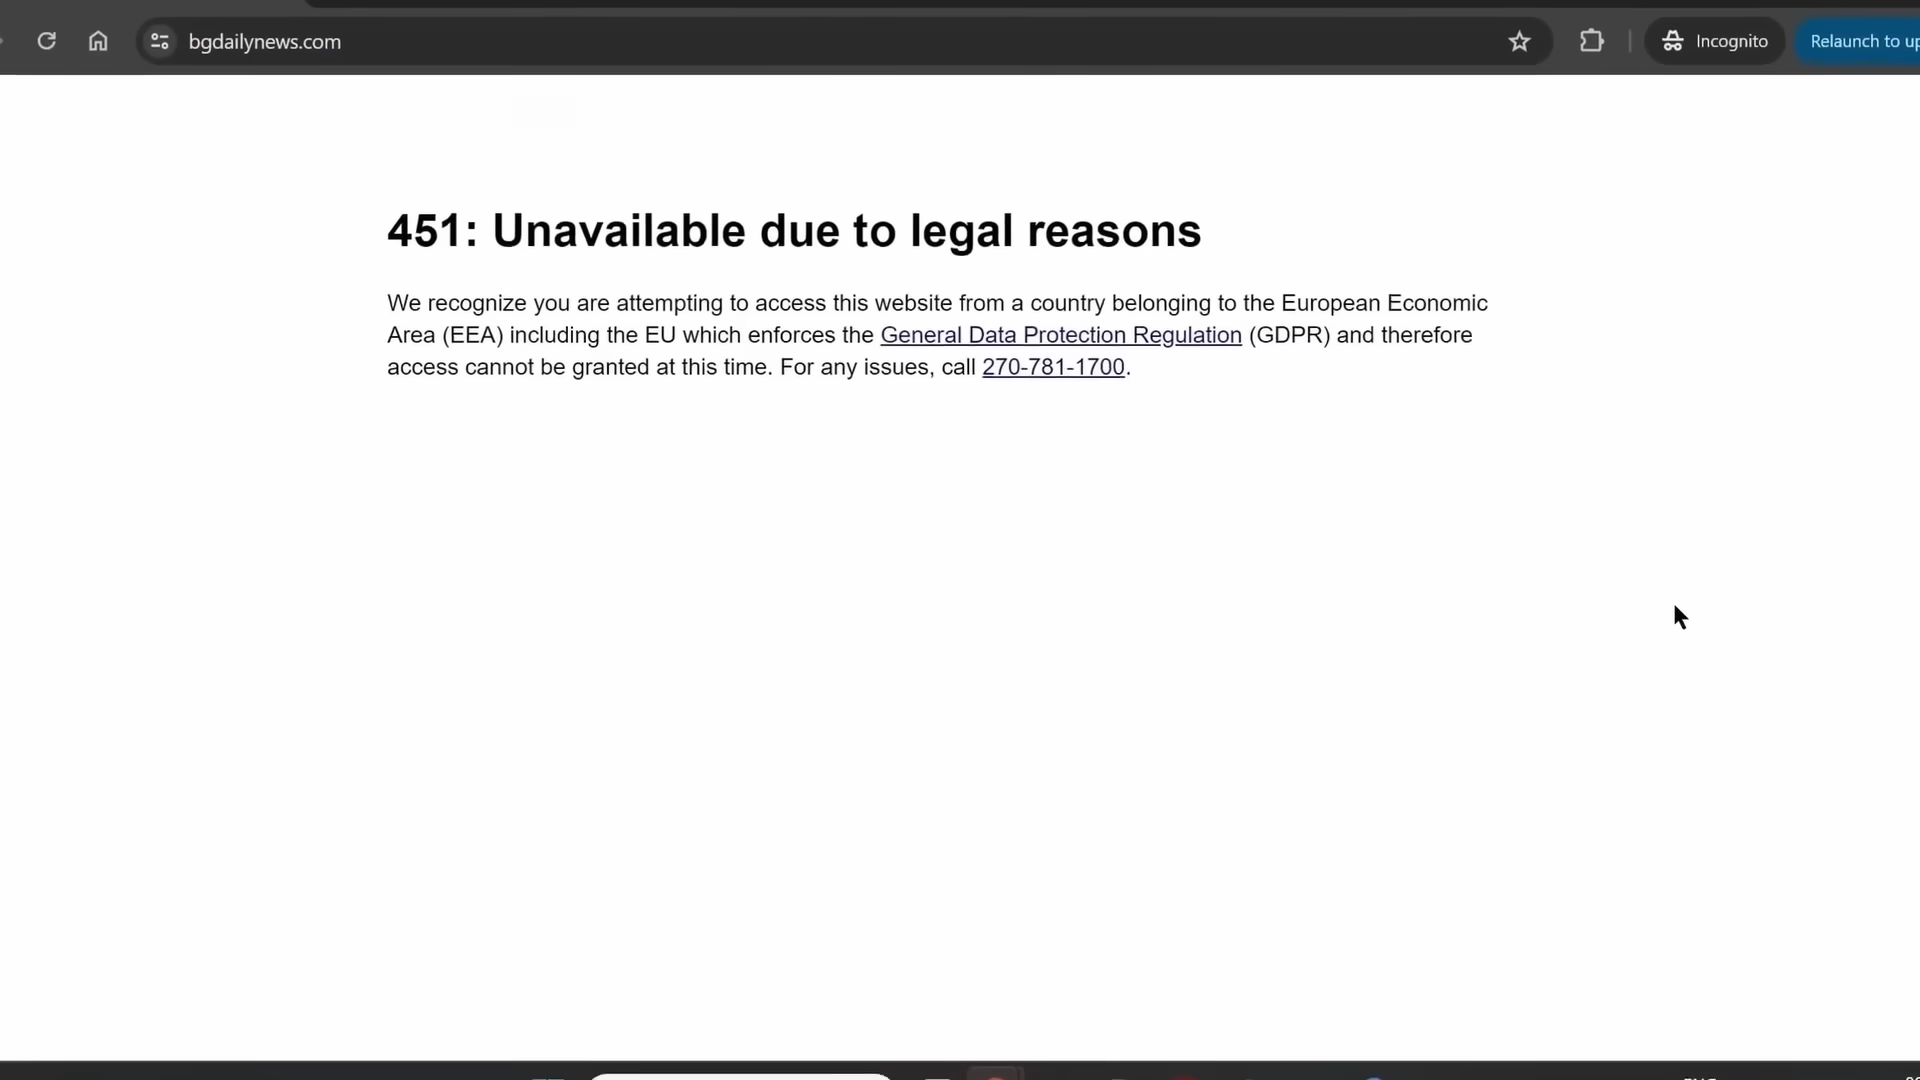 bgdailynews.com
Incognito
Relaunch to
451: Unavailable due to legal reasons
We recognize you are attempting to access this website from a country belonging to the European Economic
Area (EEA) including the EU which enforces the General Data Protection Regulation (GDPR) and therefore
access cannot be granted at this time. For any issues, call 270-781-1700.